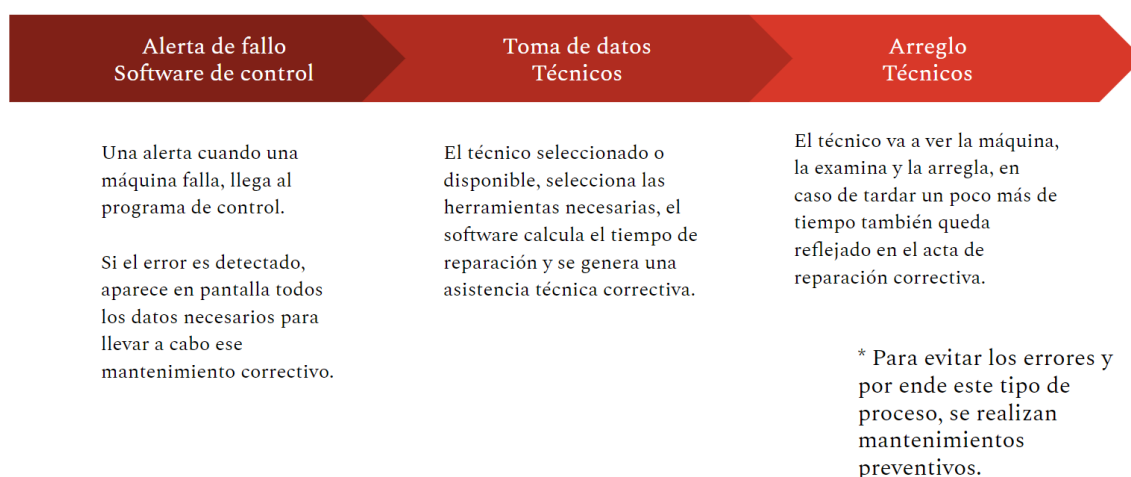 Alerta de fallo
Software de control
Toma de datos
Técnicos
Arreglo
Técnicos
Una alerta cuando una
máquina falla, llega al
programa de control.
Si el error es detectado,
aparece en pantalla todos
los datos necesarios para
llevar a cabo ese
mantenimiento correctivo.
El técnico seleccionado o
disponible, selecciona las
herramientas necesarias, el
software calcula el tiempo de
reparación y se genera una
asistencia técnica correctiva.
El técnico va a ver la máquina,
la examina y la arregla, en
caso de tardar un poco más de
tiempo también queda
reflejado en el acta de
reparación correctiva.
* Para evitar los errores y
por ende este tipo de
proceso, se realizan
mantenimientos
preventivos.